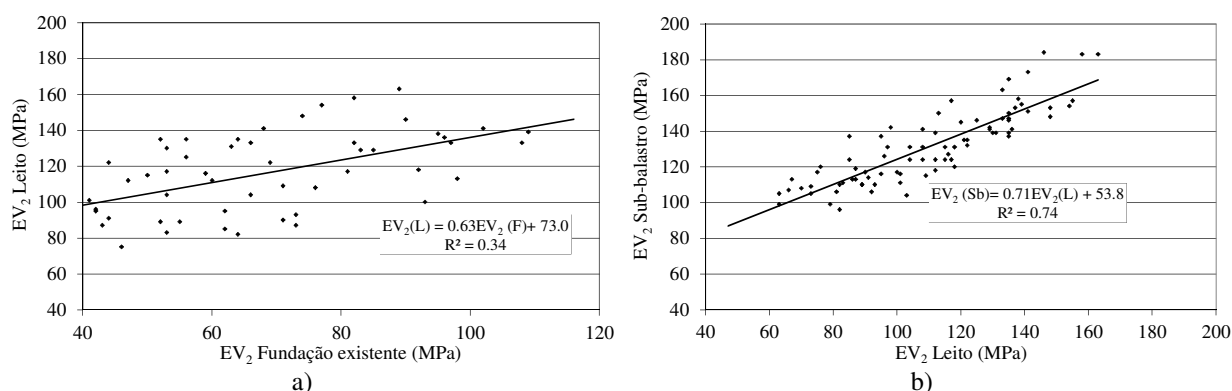 200
180
160
140
120
100
80
60
40
EV₂ Leito (MPa)
EV₂(L) = 0.63EV₂ (F)+ 73.0
R² = 0.34
40 60 80 100 120
EV₂ Fundação existente (MPa)
a)
200
180
160
140
120
100
80
60
40
EV₂ Sub-balastro (MPa)
EV₂ (Sb)= 0.71EV₂(L) + 53.8
R² = 0.74
40 60 80 100 120 140 160 180 200
EV₂ Leito (MPa)
b)